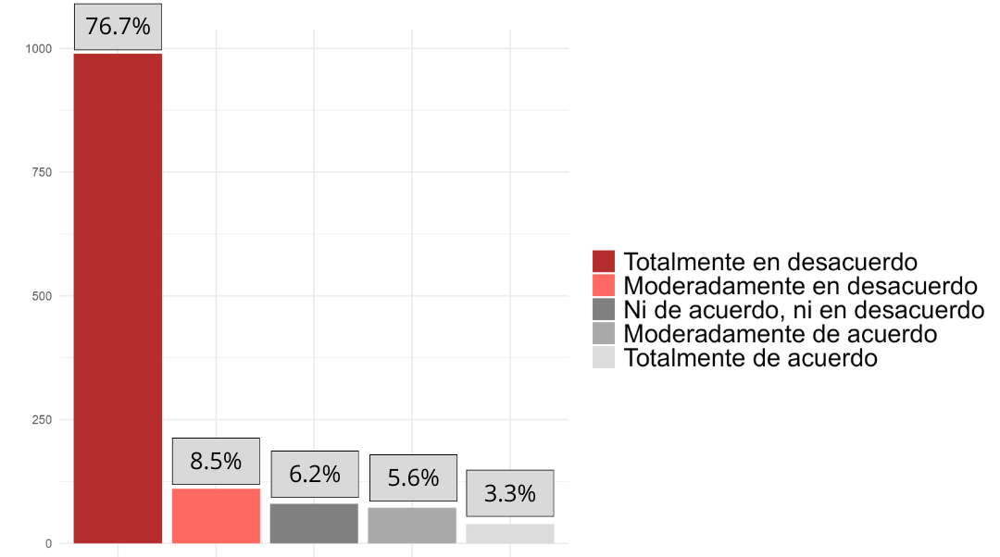 76.7%
1000
750
500
250
0
8.5%
6.2%
5.6%
3.3%
Totalmente en desacuerdo
Moderadamente en desacuerdo
Ni de acuerdo, ni en desacuerdo
Moderadamente de acuerdo
Totalmente de acuerdo